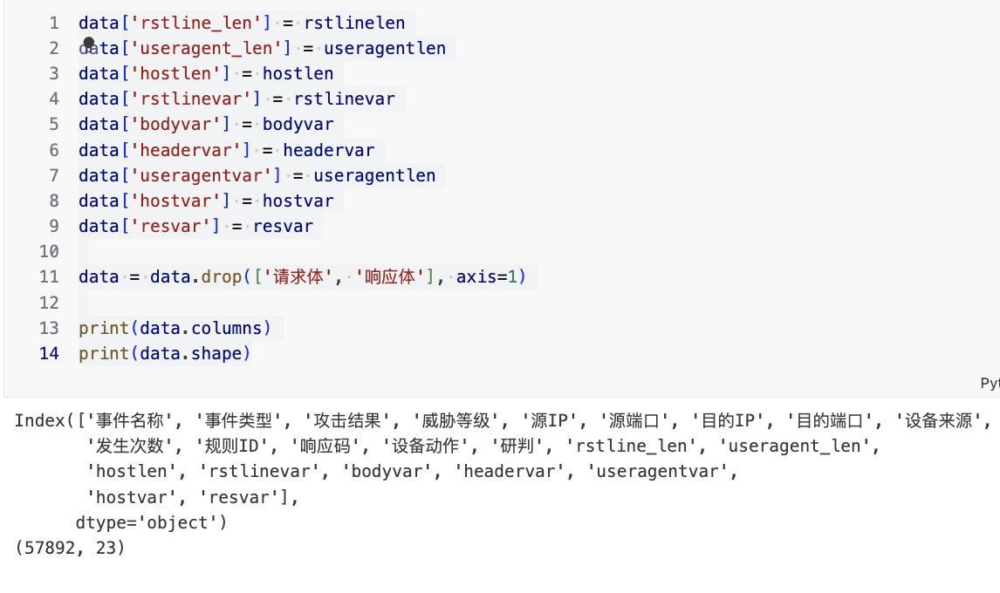 1 data['rstline_len'] = rstlinelen
2 data['useragent_len'] = useragentlen
3 data['hostlen'] = hostlen
4 data['rstlinevar'] = rstlinevar
5 data['bodyvar'] = bodyvar
6 data['headervar'] = headervar
7 data['useragentvar'] = useragentlen
8 data['hostvar'] = hostvar
9 data['resvar'] = resvar
10
11 data = data.drop(['请求体', '响应体'], axis=1)
12
13 print(data.columns)
14 print(data.shape)
Index(['事件名称', '事件类型', '攻击结果', '威胁等级', '源IP', '源端口', '目的IP', '目的端口', '设备来源',
'发生次数', '规则ID', '响应码', '设备动作', '研判', 'rstline_len', 'useragent_len',
'hostlen', 'rstlinevar', 'bodyvar', 'headervar', 'useragentvar',
'hostvar', 'resvar'],
dtype='object')
(57892, 23)